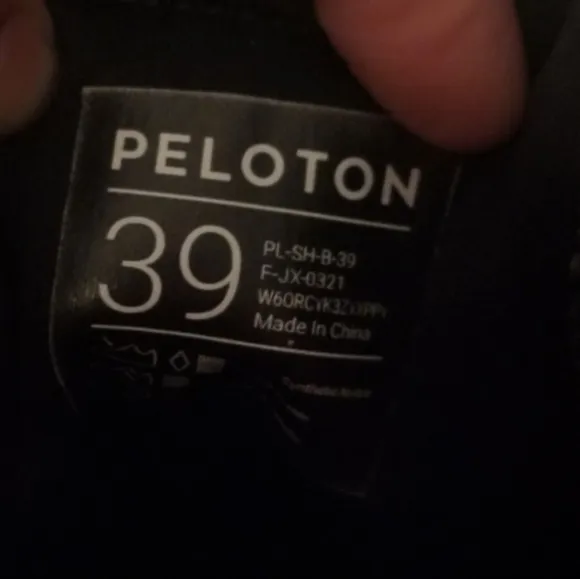 PELOTON
39
PL-SH-B-39
F-JX-0321
Made In China